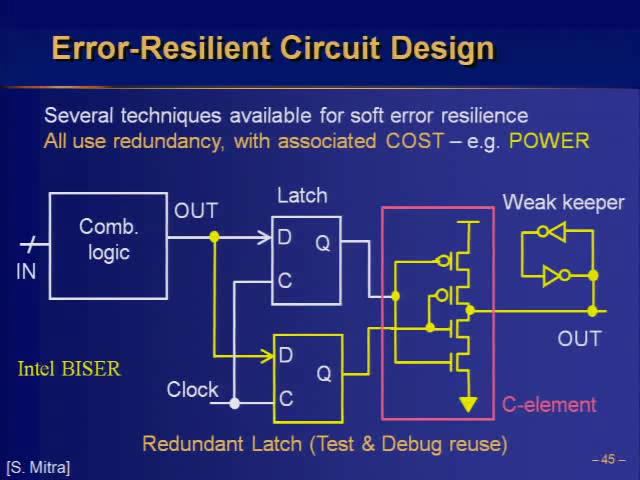 Error-Resilient Circuit Design
Several techniques available for soft error resilience
All use redundancy, with associated COST – e.g. POWER
Latch
Weak keeper
OUT
Comb.
logic
D
Q
IN
C
OUT
Intel BISER
D
Q
Clock
C
C-element
Redundant Latch (Test & Debug reuse)
– 45 –
[S. Mitra]